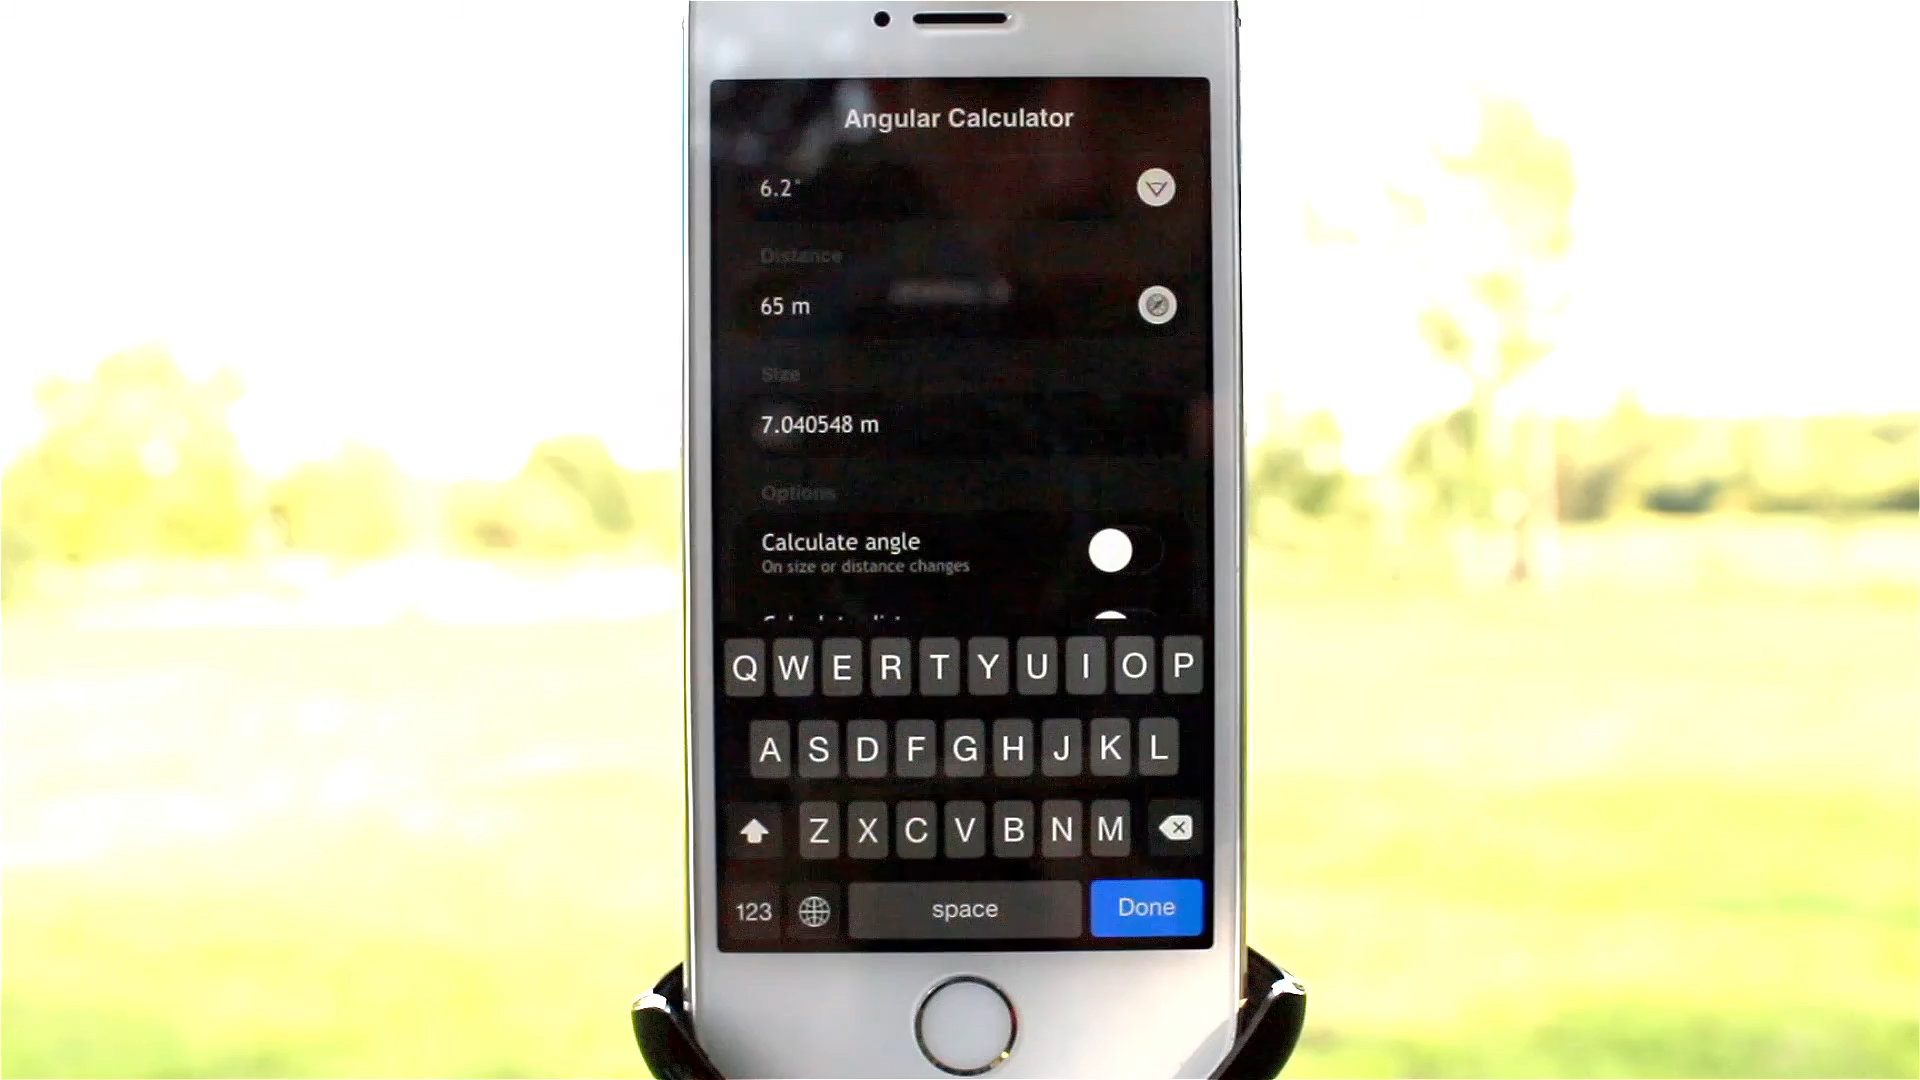 Angular Calculator
6.2°
Distance
65 m
Size
7.040548 m
Options
Calculate angle
On size or distance changes
Q W E R T Y U I O P
A S D F G H J K L
Z X C V B N M
123 space Done